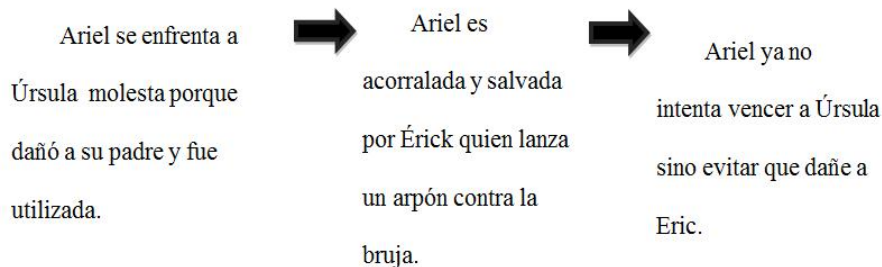 Ariel se enfrenta a
Úrsula molesta porque
dañó a su padre y fue
utilizada.
Ariel es
acorralada y salvada
por Érick quien lanza
un arpón contra la
bruja.
Ariel ya no
intenta vencer a Úrsula
sino evitar que dañe a
Eric.